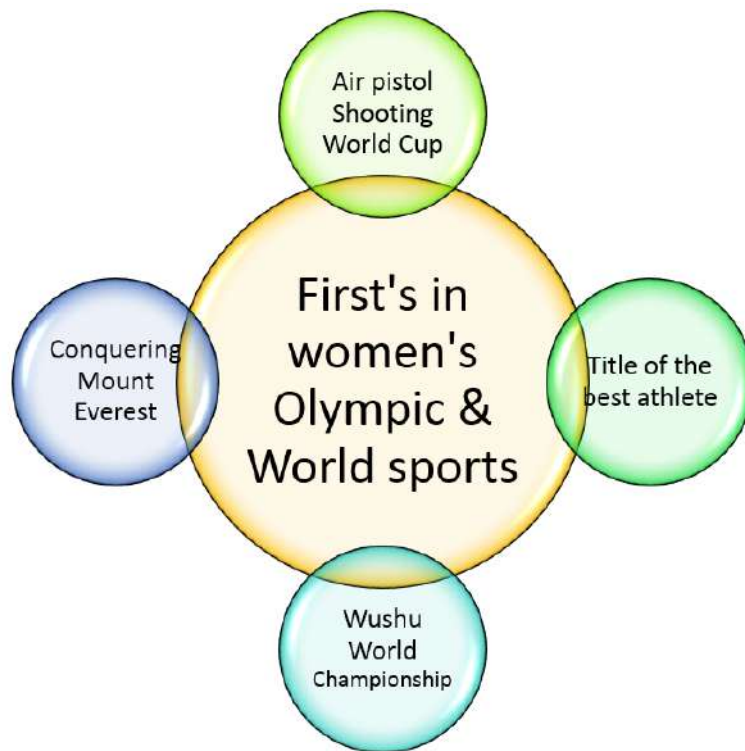 Air pistol
Shooting
World Cup
First's in
women's
Olympic &
World sports
Conquering
Mount
Everest
Title of the
best athlete
Wushu
World
Championship